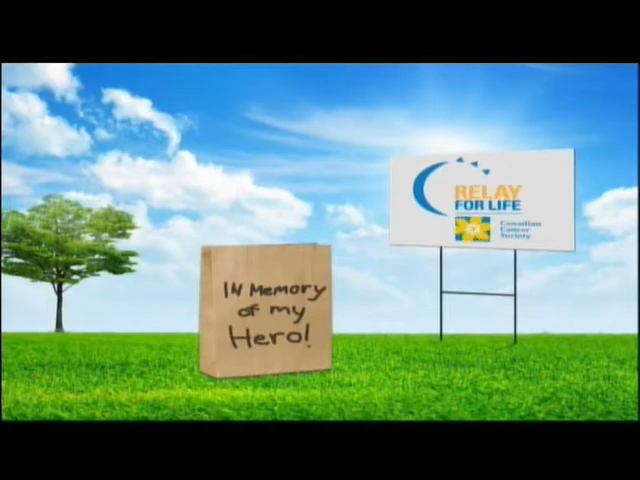 RELAY
FOR LIFE
Canadian
Cancer
Society
IN Memory
of my
Hero!